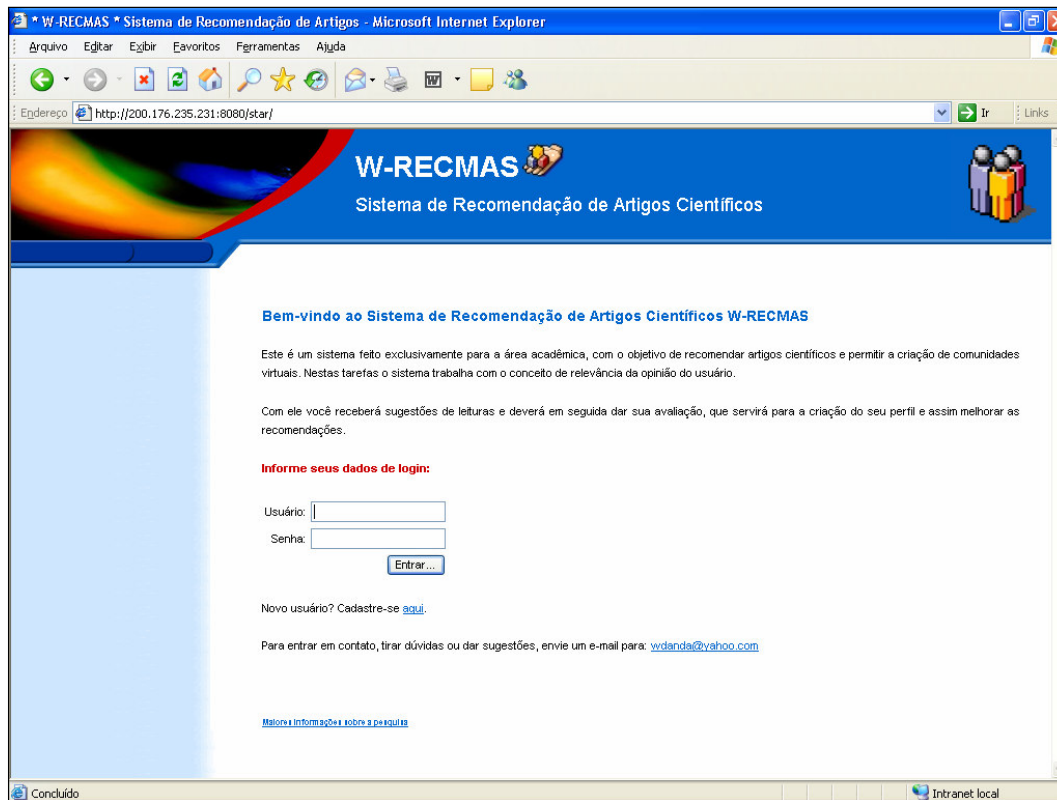 * W-RECMAS * Sistema de Recomendação de Artigos - Microsoft Internet Explorer
Arquivo Editar Exibir Favoritos Ferramentas Ajuda
Endereço http://200.176.235.231:8080/star/ Ir Links
W-RECMAS
Sistema de Recomendação de Artigos Científicos
Bem-vindo ao Sistema de Recomendação de Artigos Científicos W-RECMAS
Este é um sistema feito exclusivamente para a área acadêmica, com o objetivo de recomendar artigos científicos e permitir a criação de comunidades
virtuais. Nestas tarefas o sistema trabalha com o conceito de relevância da opinião do usuário.
Com ele você receberá sugestões de leituras e deverá em seguida dar sua avaliação, que servirá para a criação do seu perfil e assim melhorar as
recomendações.
Informe seus dados de login:
Usuário:
Senha:
Entrar...
Novo usuário? Cadastre-se aqui.
Para entrar em contato, tirar dúvidas ou dar sugestões, envie um e-mail para: wdanda@yahoo.com
Maiores informações sobre a pesquisa
Concluído Intranet local